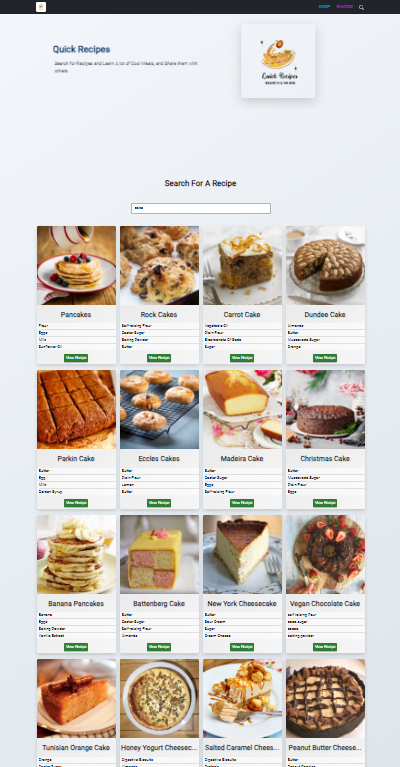 HOME RANDOM
Quick Recipes
Search for Recipes and Learn A lot of Cool Meals, and Share them with
others.
Quick Recipes
Search For A Recipe
cake
Pancakes
Flour
Eggs
Milk
Sunflower Oil
View Recipe
Rock Cakes
Self-raising Flour
Caster Sugar
Baking Powder
Butter
View Recipe
Carrot Cake
Vegetable Oil
Plain Flour
Bicarbonate Of Soda
Sugar
View Recipe
Dundee Cake
Almonds
Butter
Muscovado Sugar
Orange
View Recipe
Parkin Cake
Butter
Egg
Milk
Golden Syrup
View Recipe
Eccles Cakes
Butter
Plain Flour
Lemon
Butter
View Recipe
Madeira Cake
Butter
Caster Sugar
Eggs
Self-raising Flour
View Recipe
Christmas Cake
Butter
Muscovado Sugar
Plain Flour
Eggs
View Recipe
Banana Pancakes
Banana
Eggs
Baking Powder
Vanilla Extract
View Recipe
Battenberg Cake
Butter
Caster Sugar
Self-raising Flour
Almonds
View Recipe
New York Cheesecake
Butter
Sour Cream
Sugar
Cream Cheese
View Recipe
Vegan Chocolate Cake
self raising flour
coco sugar
cacao
baking powder
View Recipe
Tunisian Orange Cake
Orange
Caster Sugar
Honey Yogurt Cheesec...
Digestive Biscuits
Almonds
Salted Caramel Chees...
Digestive Biscuits
Peanut Butter Cheese...
Butter